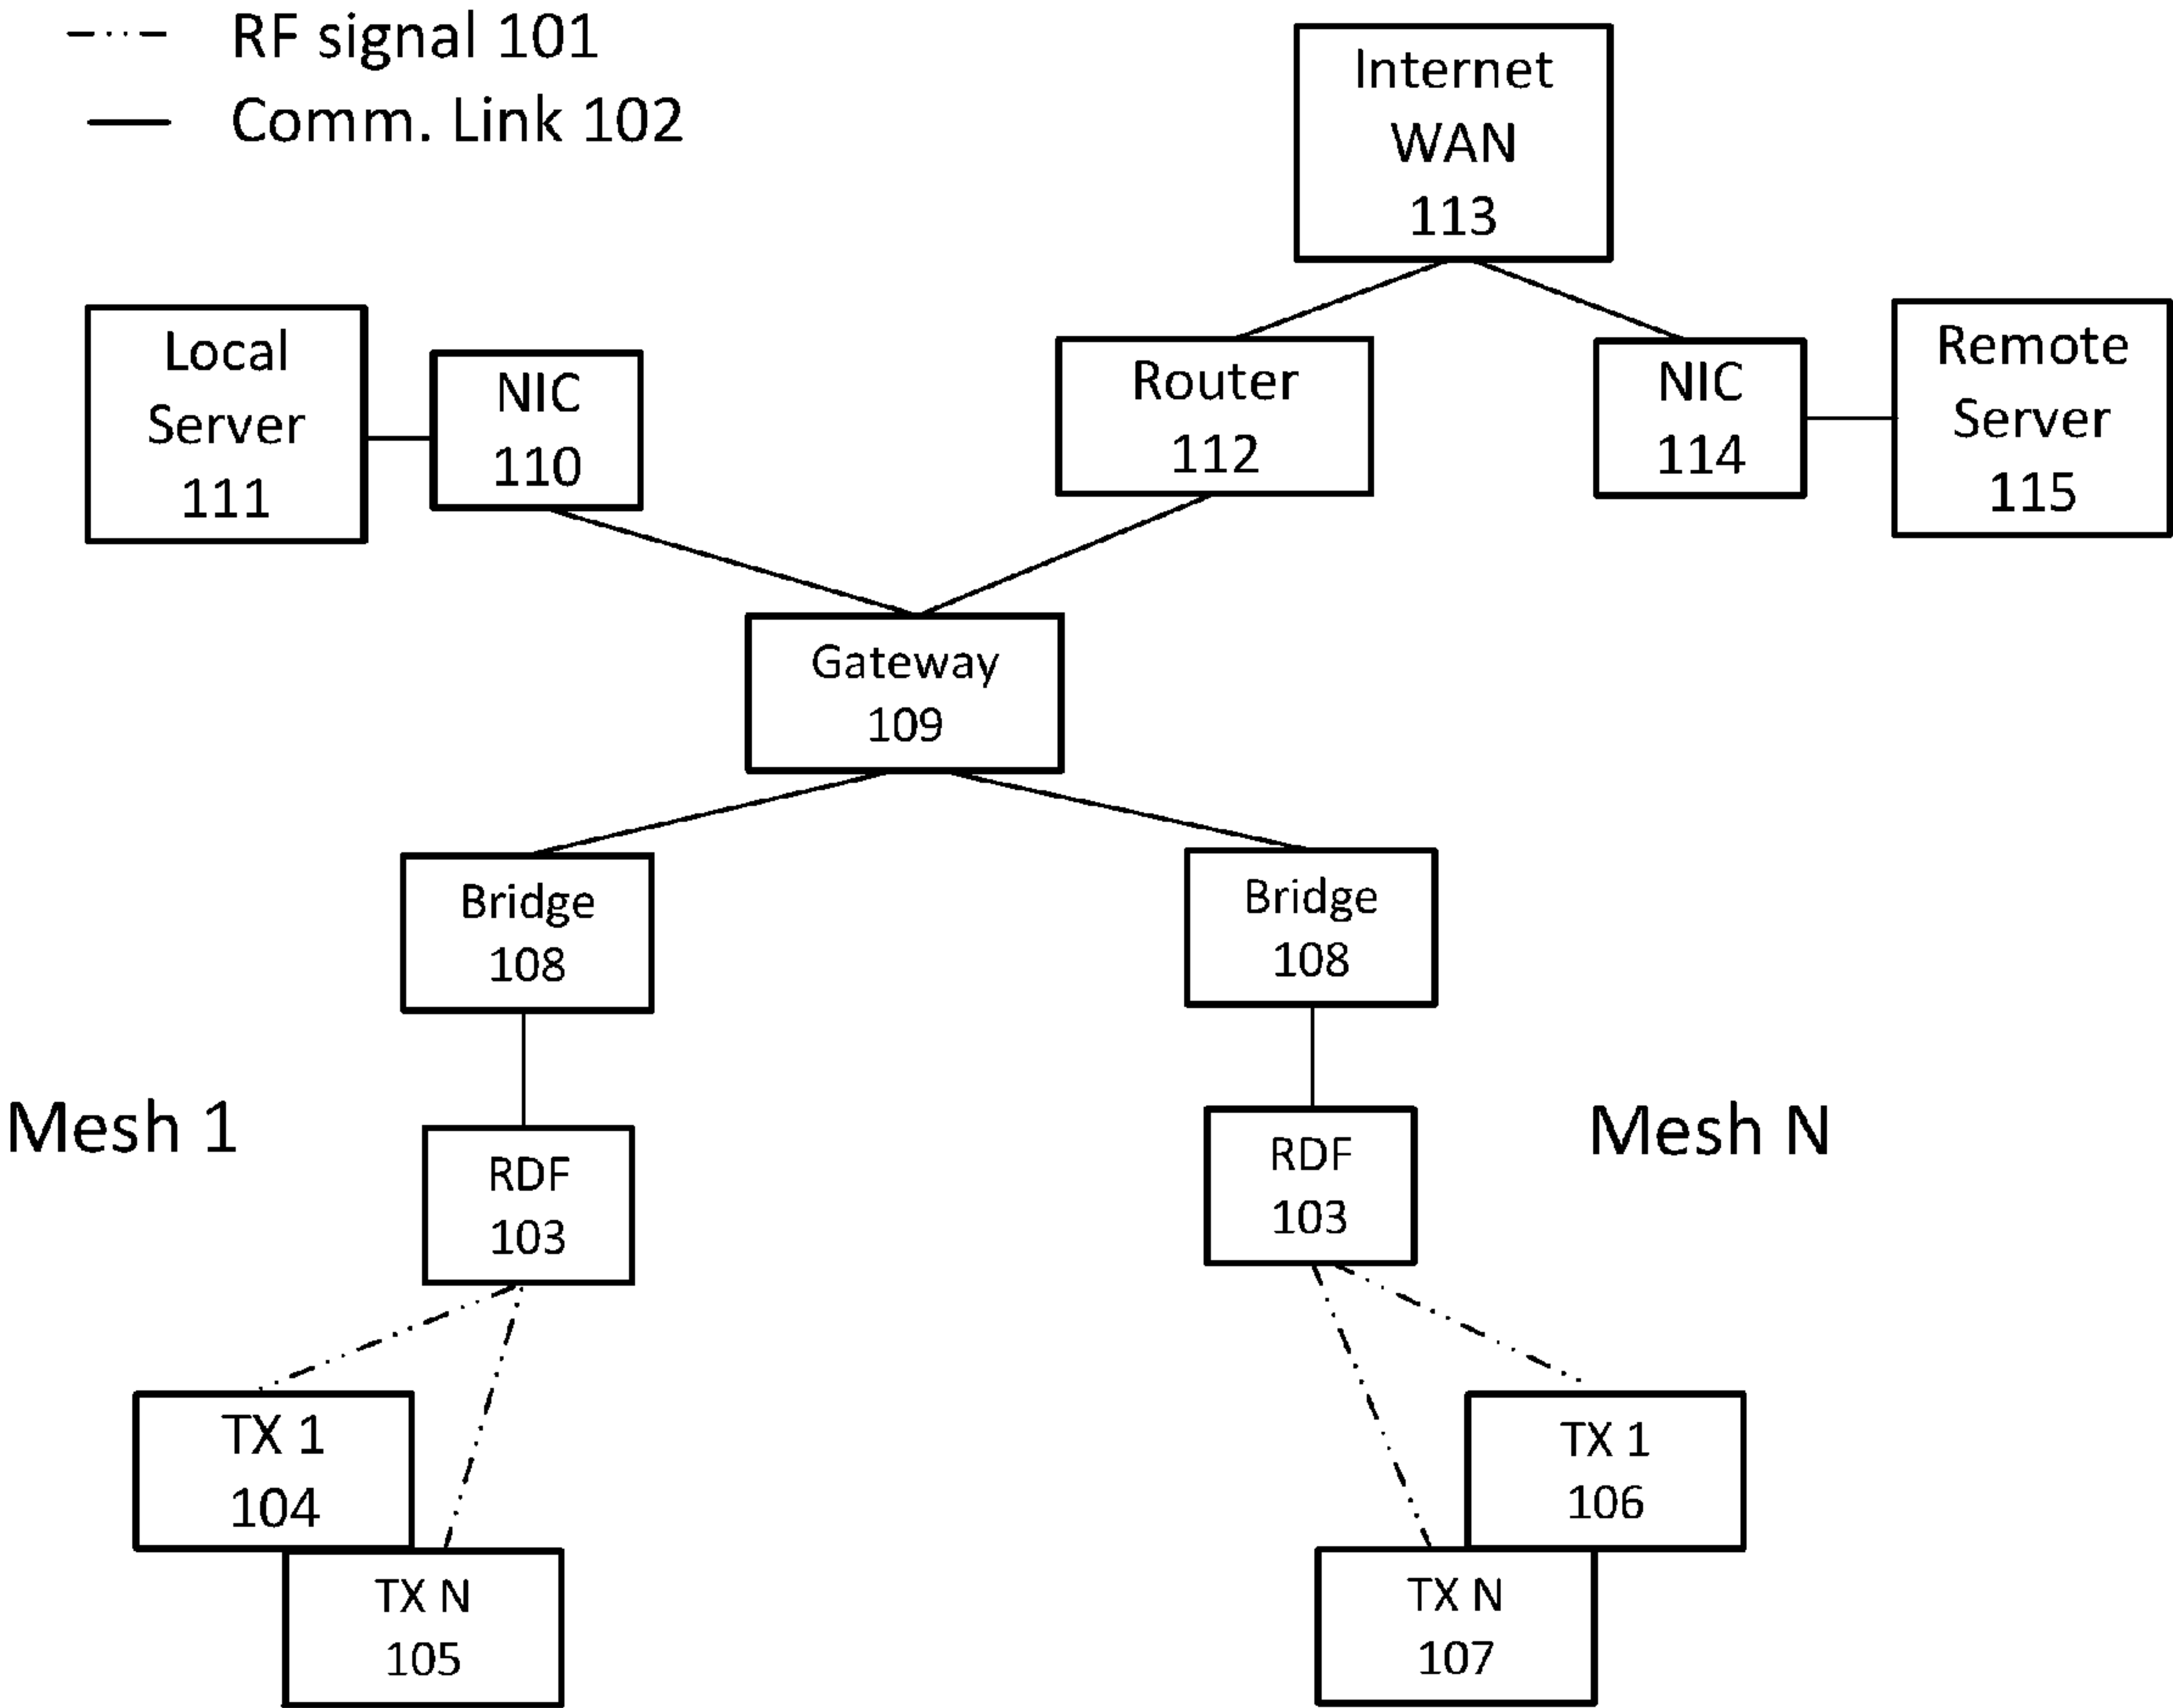 RF signal 101
Comm. Link 102
Internet
WAN
113
Local
Server
111
NIC
110
Router
112
NIC
114
Remote
Server
115
Gateway
109
Bridge
108
Bridge
108
Mesh 1
RDF
103
RDF
103
Mesh N
TX 1
104
TX N
105
TX 1
106
TX N
107